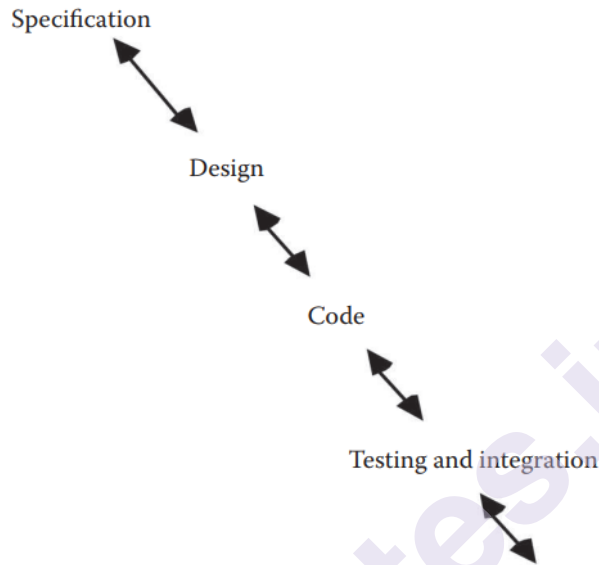 Specification
Design
Code
Testing and integration